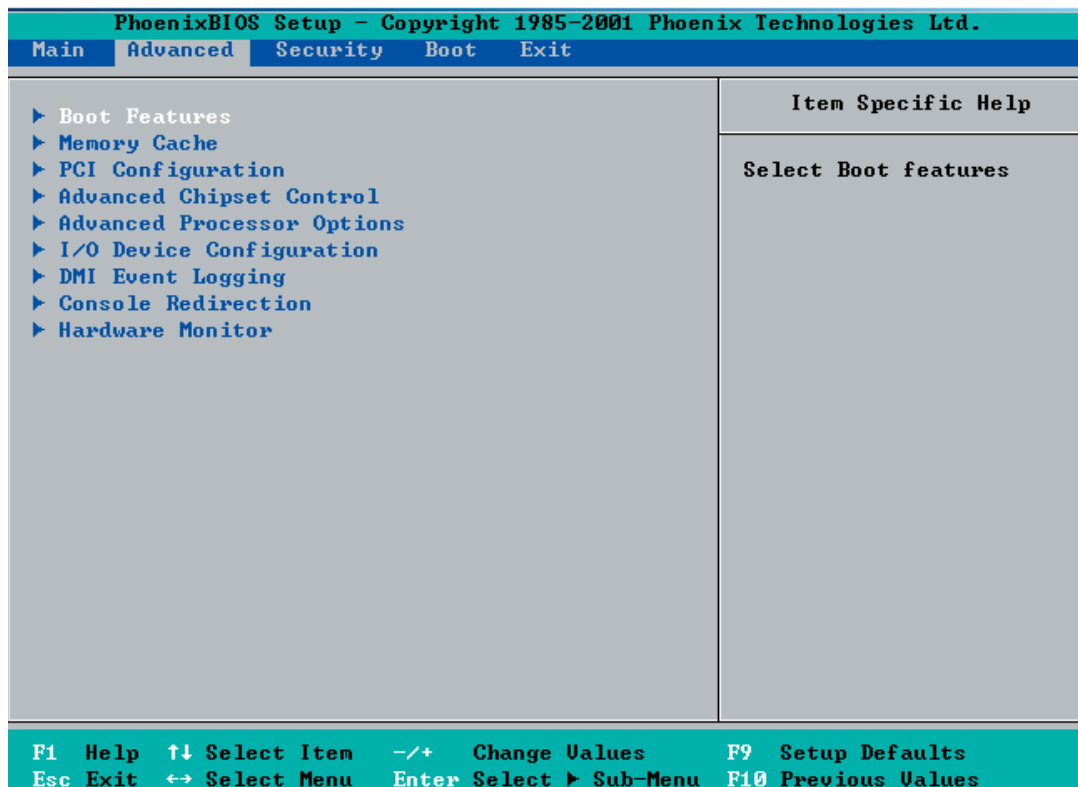 PhoenixBIOS Setup - Copyright 1985-2001 Phoenix Technologies Ltd.
Main Advanced Security Boot Exit
Boot Features
Memory Cache
PCI Configuration
Advanced Chipset Control
Advanced Processor Options
I/O Device Configuration
DMI Event Logging
Console Redirection
Hardware Monitor
Item Specific Help
Select Boot features
F1 Help ↑↓ Select Item -/+ Change Values F9 Setup Defaults
Esc Exit ↔ Select Menu Enter Select ▶ Sub-Menu F10 Previous Values